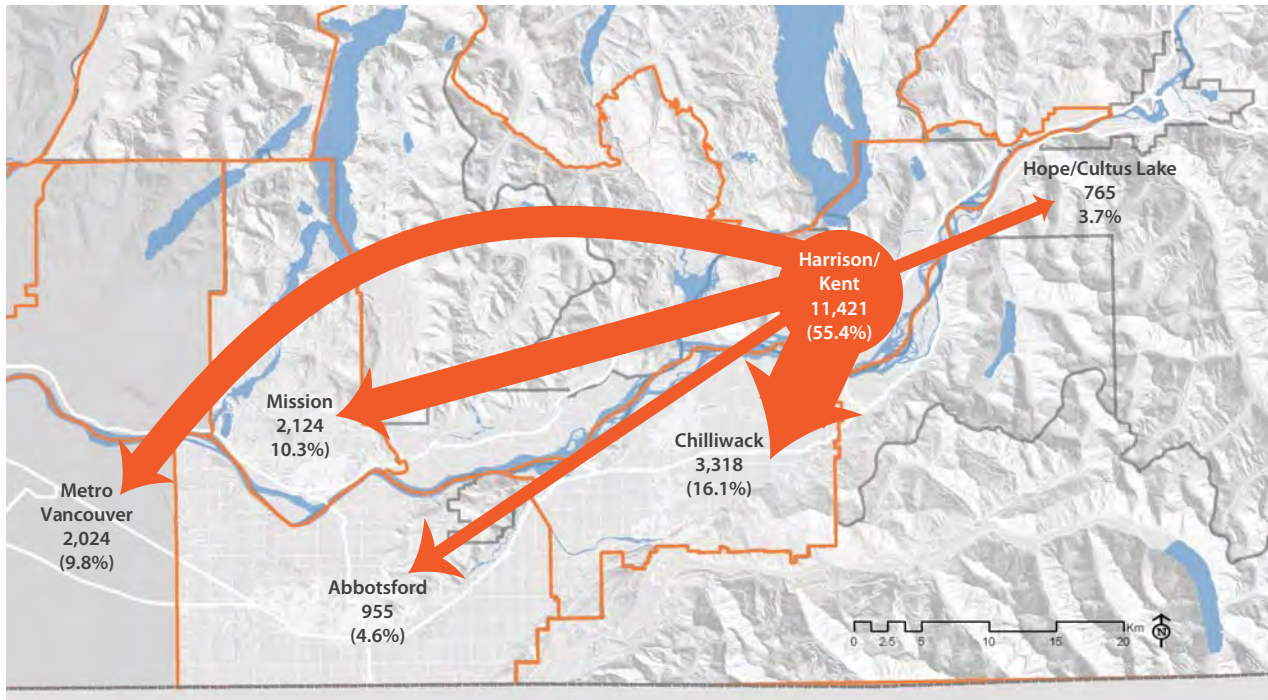 Hope/Cultus Lake
765
3.7%
Harrison/
Kent
11,421
(55.4%)
Mission
2,124
10.3%
Chilliwack
3,318
(16.1%)
Metro
Vancouver
2,024
(9.8%)
Abbotsford
955
(4.6%)
Km
0 2.5 5 10 15 20
N